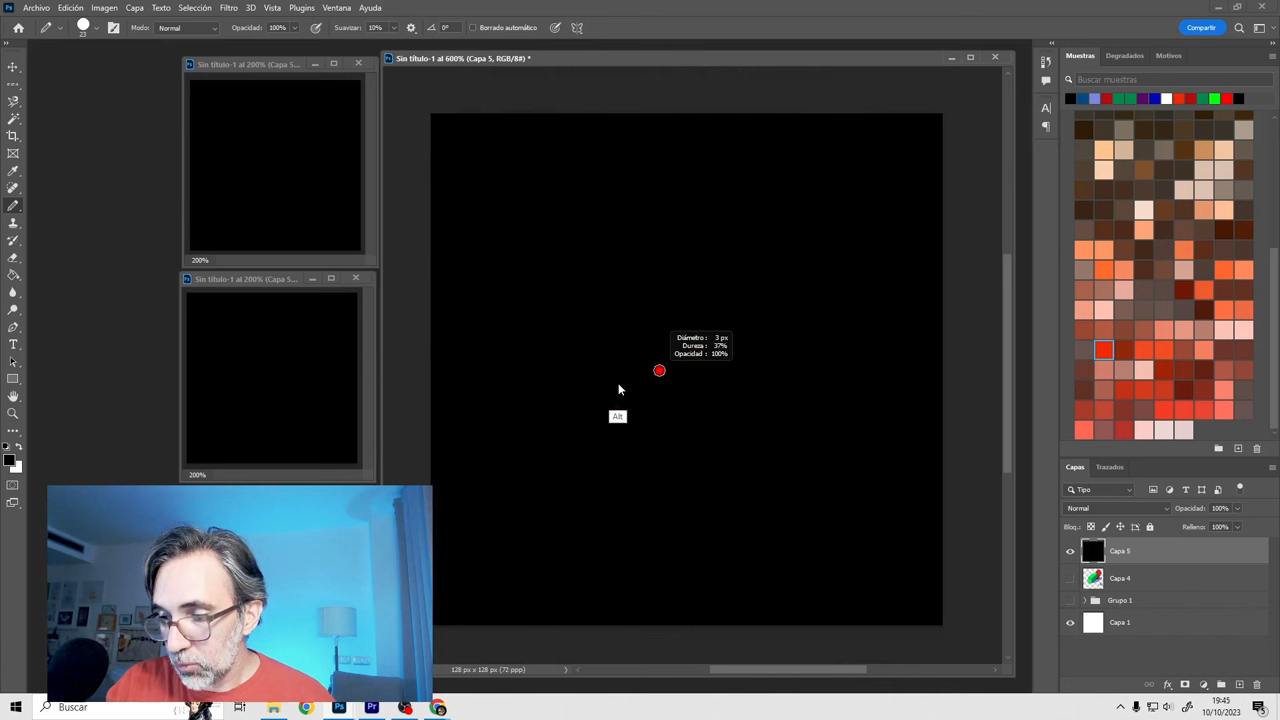 Archivo Edición Imagen Capa Texto Selección Filtro 3D Vista Plugins Ventana Ayuda
23 Modo: Normal Opacidad: 100% Suavizar: 10% 0° Borrado automático Compartir
Sin título-1 al 200% (Capa 5...
200%
Sin título-1 al 200% (Capa 5...
200%
Sin título-1 al 600% (Capa 5, RGB/8#) *
Diámetro: 3 px
Dureza: 37%
Opacidad: 100%
Alt
128 px x 128 px (72 ppp)
Muestras Degradados Motivos
Buscar muestras
Capas Trazados
Tipo
Normal Opacidad: 100%
Bloq.: Relleno: 100%
Capa 5
Capa 4
Grupo 1
Capa 1
Buscar
19:45
10/10/2023